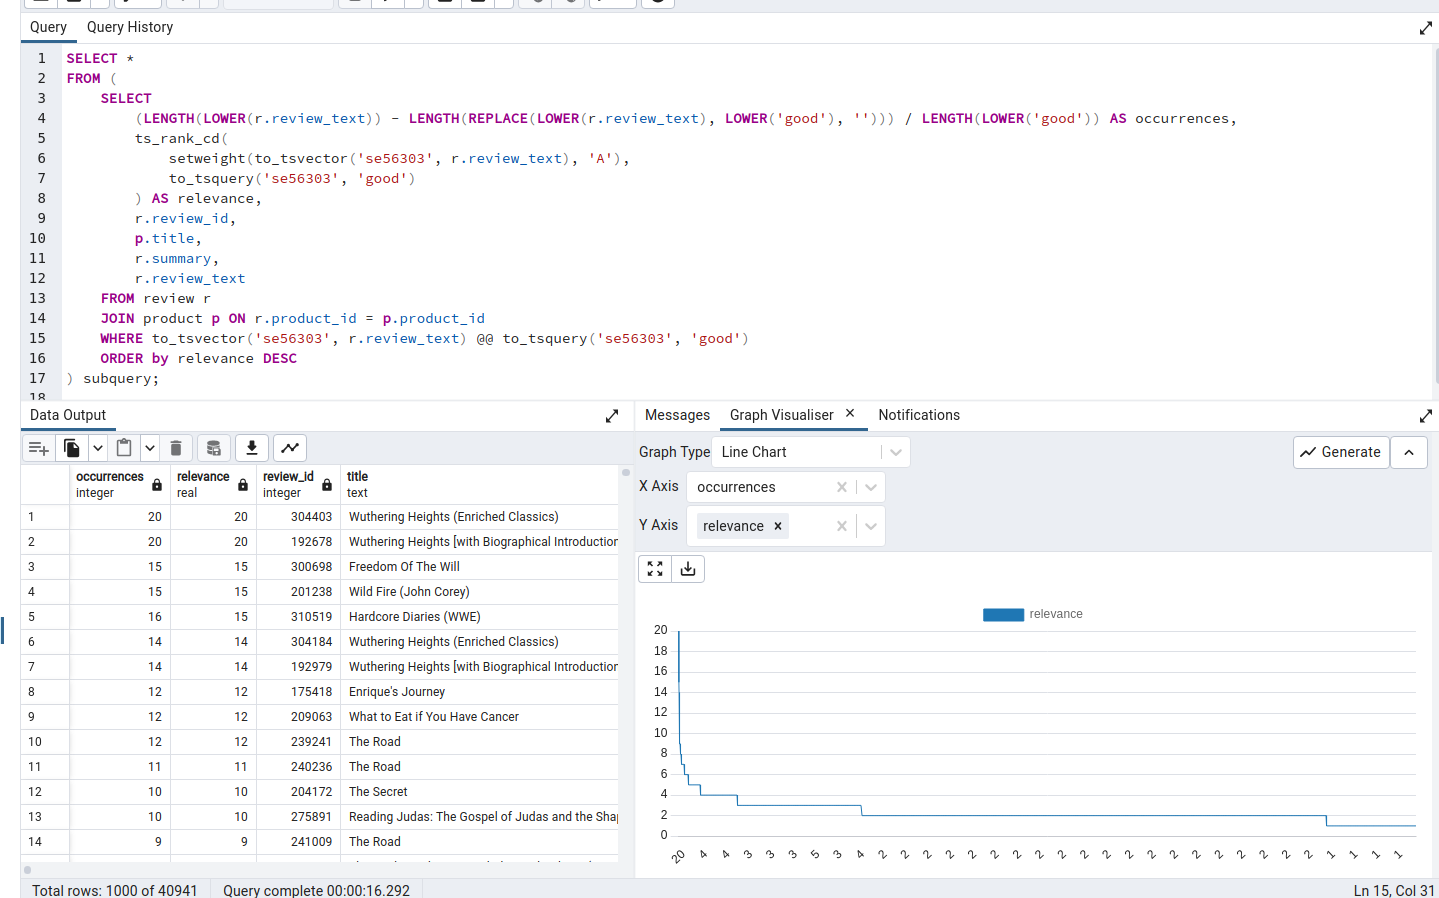 Query Query History
1 SELECT *
2 FROM (
3 SELECT
4 (LENGTH(LOWER(r.review_text)) - LENGTH(REPLACE(LOWER(r.review_text), LOWER('good'), ''))) / LENGTH(LOWER('good')) AS occurrences,
5 ts_rank_cd(
6 setweight(to_tsvector('se56303', r.review_text), 'A'),
7 to_tsquery('se56303', 'good')
8 ) AS relevance,
9 r.review_id,
10 p.title,
11 r.summary,
12 r.review_text
13 FROM review r
14 JOIN product p ON r.product_id = p.product_id
15 WHERE to_tsvector('se56303', r.review_text) @@ to_tsquery('se56303', 'good')
16 ORDER by relevance DESC
17 ) subquery;
18
Data Output
occurrences integer relevance real review_id integer title text
1 20 20 304403 Wuthering Heights (Enriched Classics)
2 20 20 192678 Wuthering Heights [with Biographical Introduction
3 15 15 300698 Freedom Of The Will
4 15 15 201238 Wild Fire (John Corey)
5 16 15 310519 Hardcore Diaries (WWE)
6 14 14 304184 Wuthering Heights (Enriched Classics)
7 14 14 192979 Wuthering Heights [with Biographical Introduction
8 12 12 175418 Enrique's Journey
9 12 12 209063 What to Eat if You Have Cancer
10 12 12 239241 The Road
11 11 11 240236 The Road
12 10 10 204172 The Secret
13 10 10 275891 Reading Judas: The Gospel of Judas and the Sha
14 9 9 241009 The Road
Messages Graph Visualiser × Notifications
Graph Type Line Chart Generate
X Axis occurrences
Y Axis relevance ×
relevance
20
18
16
14
12
10
8
6
4
2
0
20 4 4 3 3 3 5 3 4 2 2 2 2 2 2 2 2 2 2 2 2 2 2 2 2 2 2 2 2 1 1 1 1
Total rows: 1000 of 40941 Query complete 00:00:16.292 Ln 15, Col 31